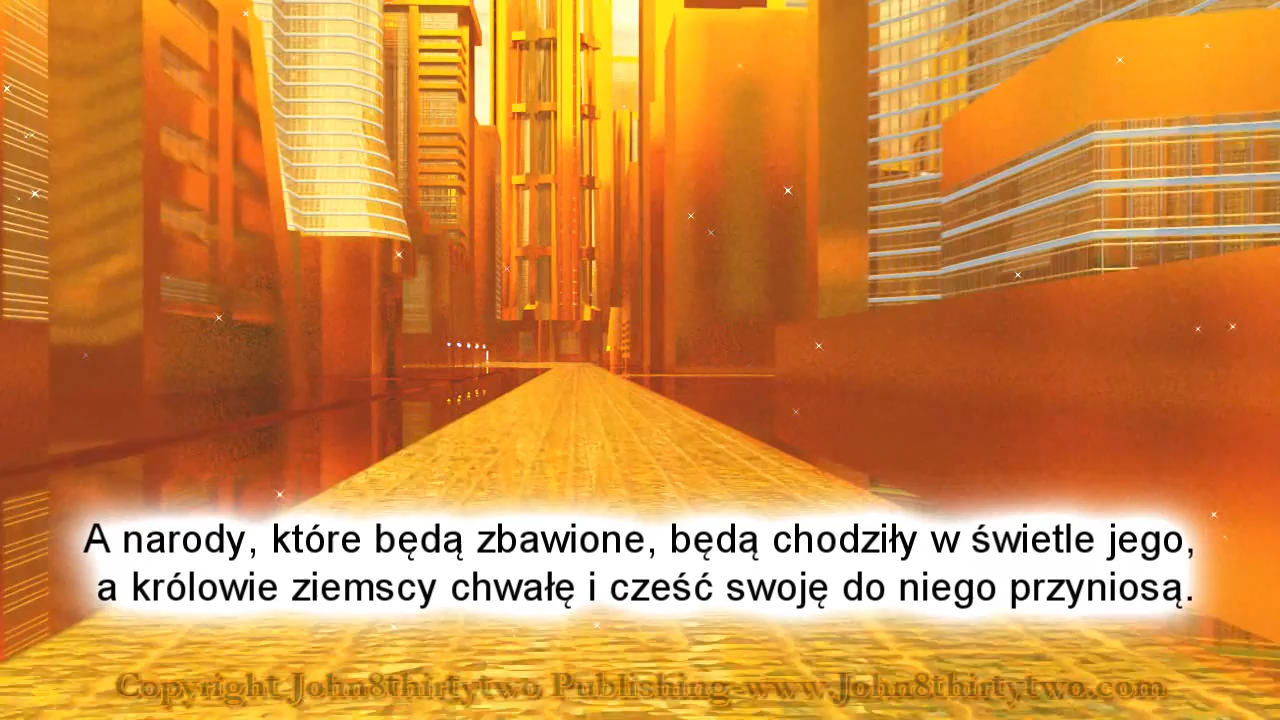 A narody, które będą zbawione, będą chodziły w świetle jego,
a królowie ziemscy chwałę i cześć swoję do niego przyniosą.
Copyright John8thirtytwo Publishing-www.John8thirtytwo.com